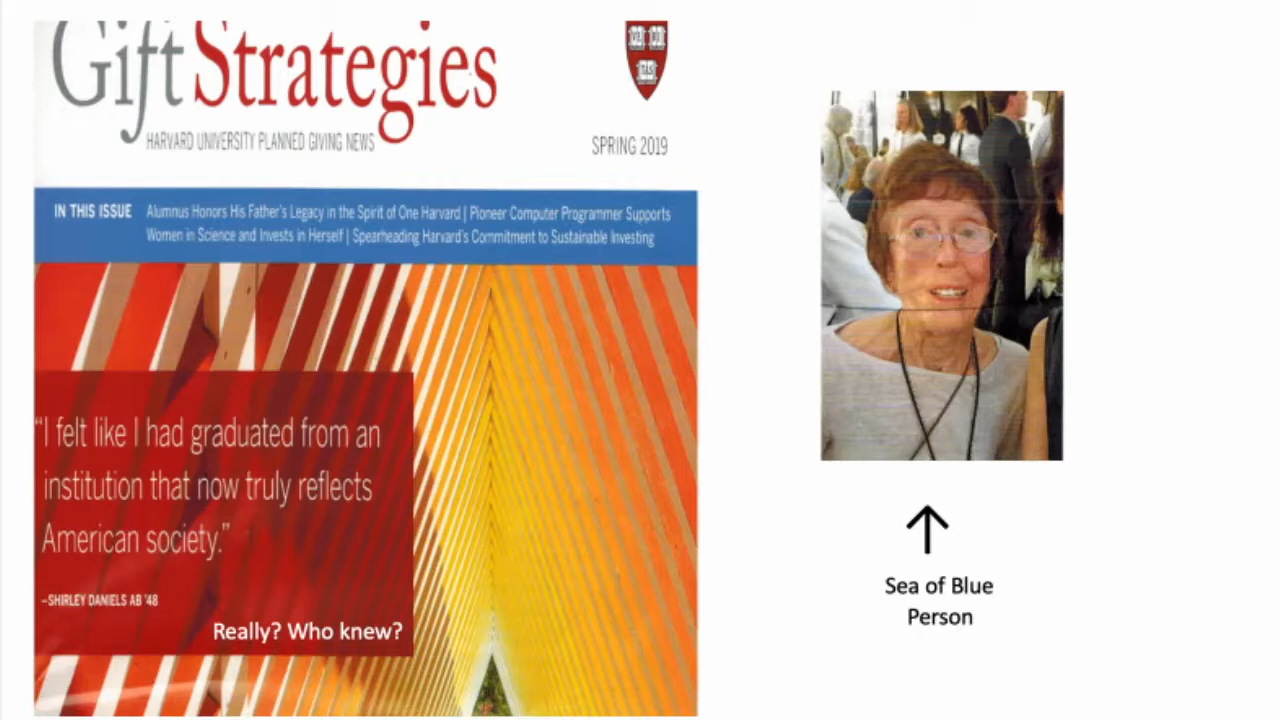 Gift Strategies
HARVARD UNIVERSITY PLANNED GIVING NEWS
SPRING 2019
IN THIS ISSUE Alumnus Honors His Father's Legacy in the Spirit of One Harvard | Pioneer Computer Programmer Supports
Women in Science and Invests in Herself | Spearheading Harvard's Commitment to Sustainable Investing
“I felt like I had graduated from an
institution that now truly reflects
American society.”
–SHIRLEY DANIELS AB '48
Really? Who knew?
Sea of Blue
Person